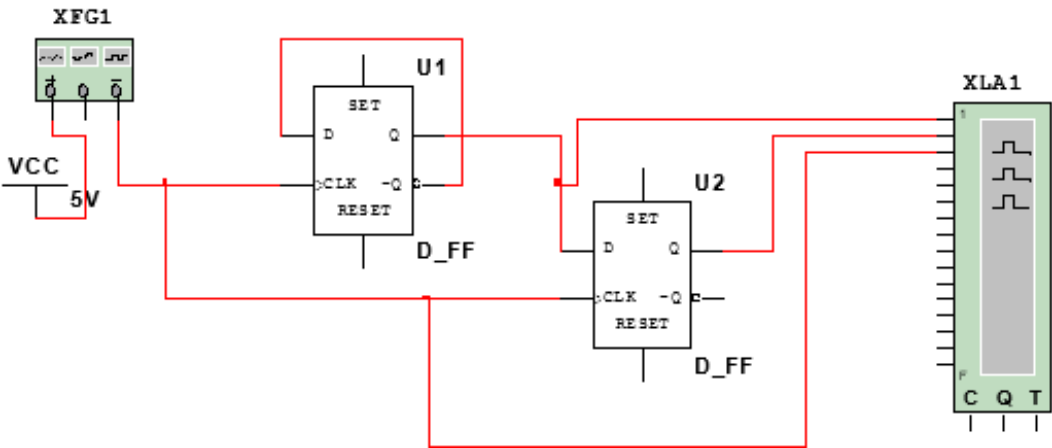 XFG1
VCC
5V
U1
SET
D Q
CLK -Q
RESET
D_FF
U2
SET
D Q
CLK -Q
RESET
D_FF
XLA1
1
F
C Q T